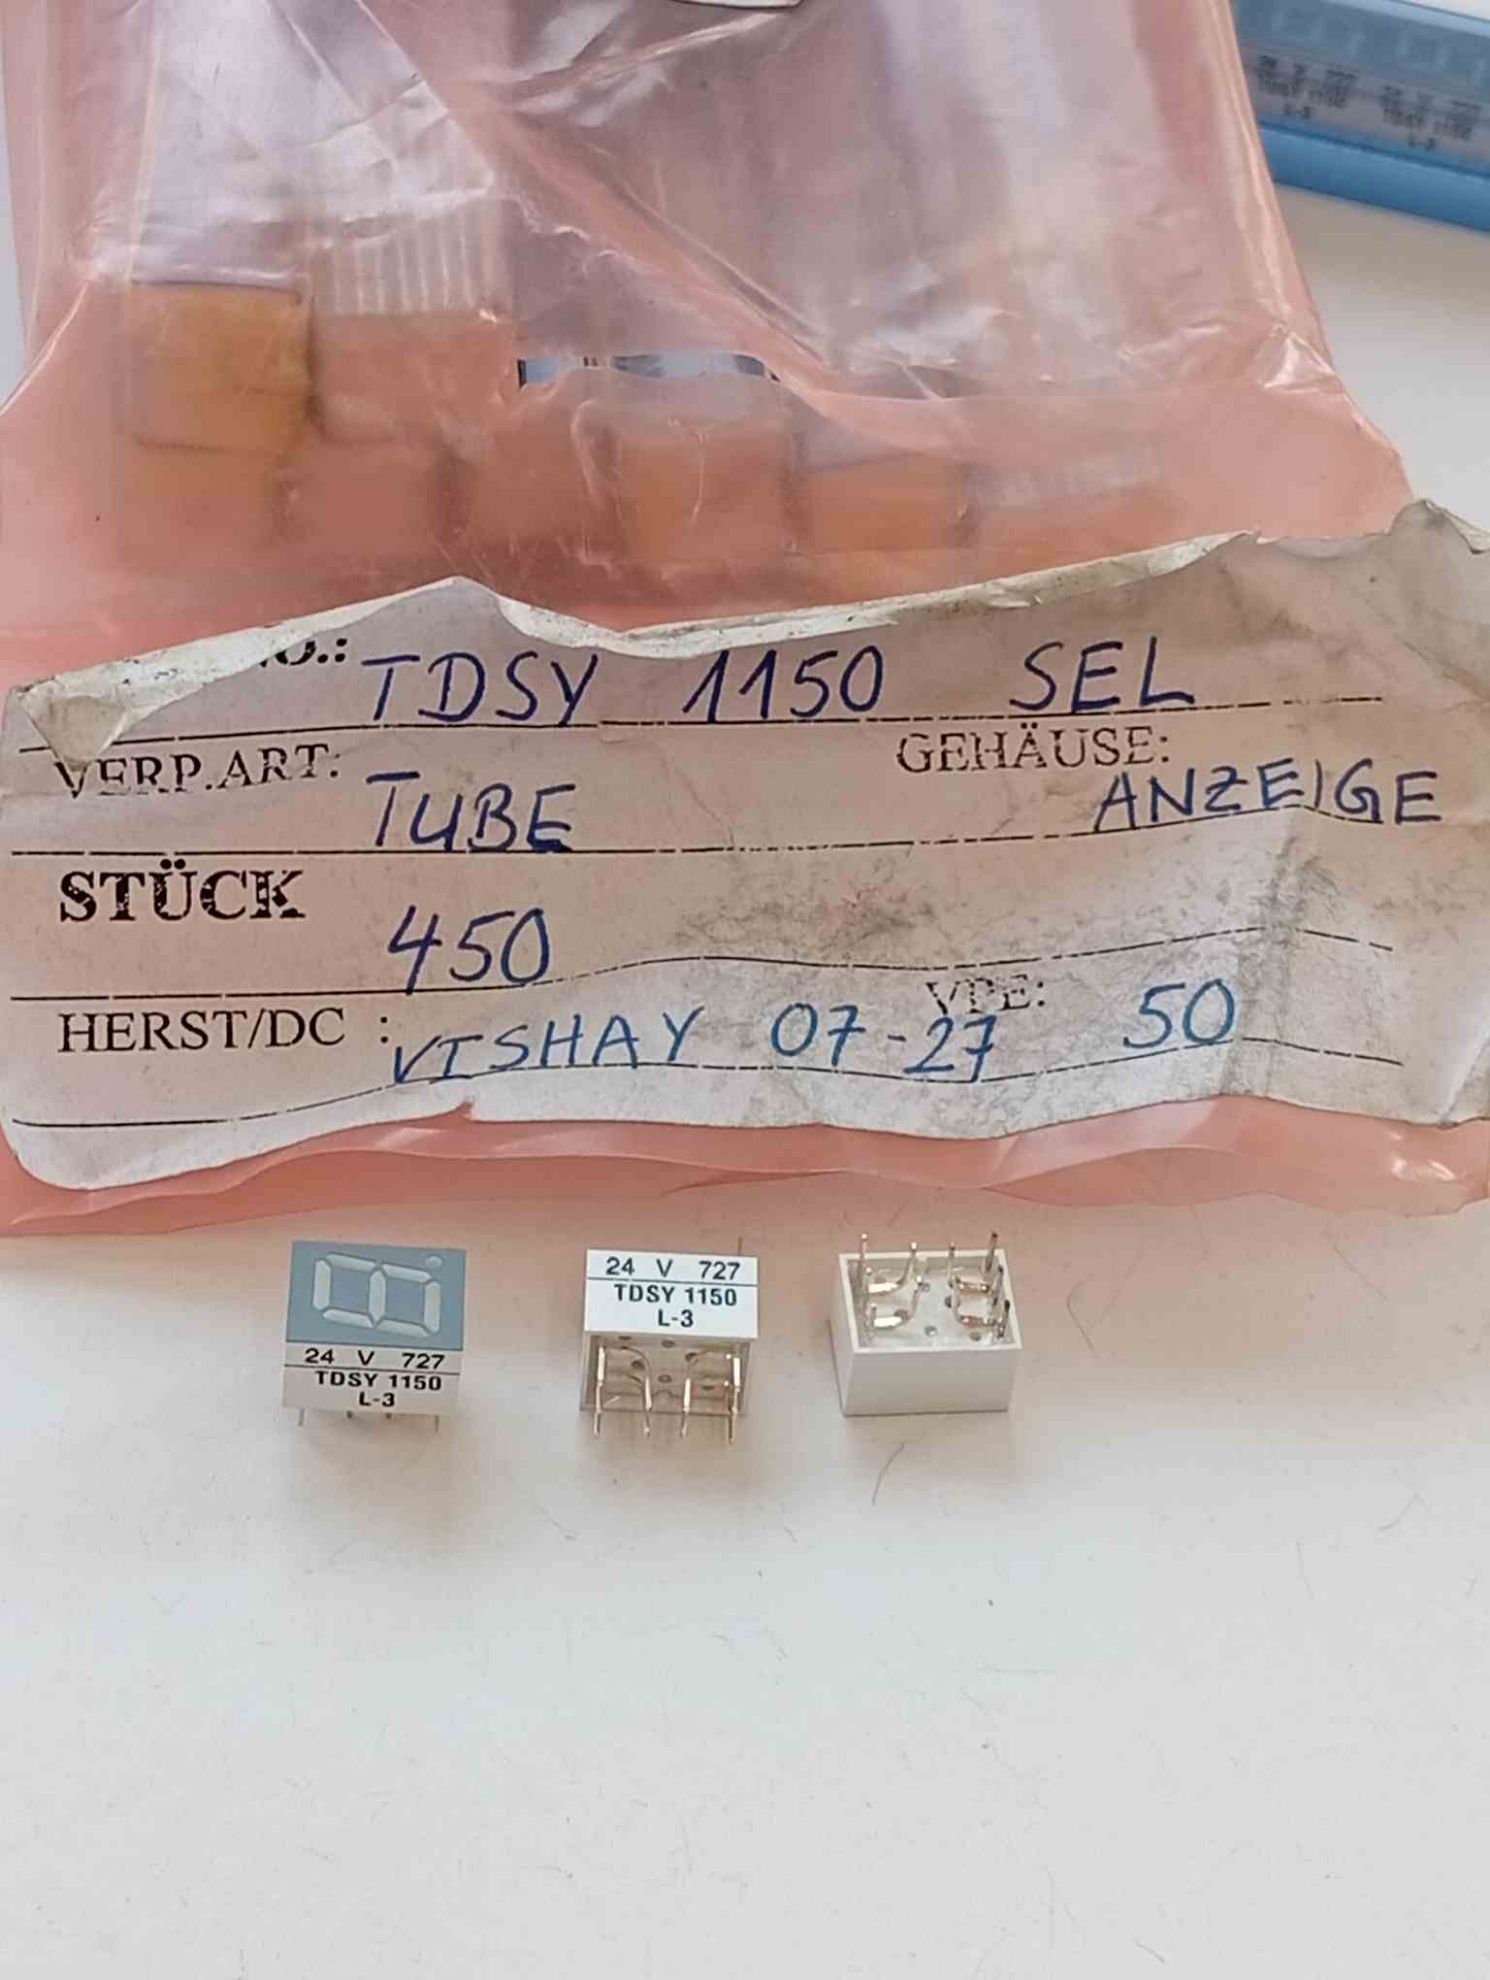 O.: TDSY 1150 SEL
VERP.ART: TUBE GEHÄUSE: ANZEIGE
STÜCK 450
HERST/DC : VISHAY 07-27 VPE: 50
24 V 727
TDSY 1150
L-3
24 V 727
TDSY 1150
L-3